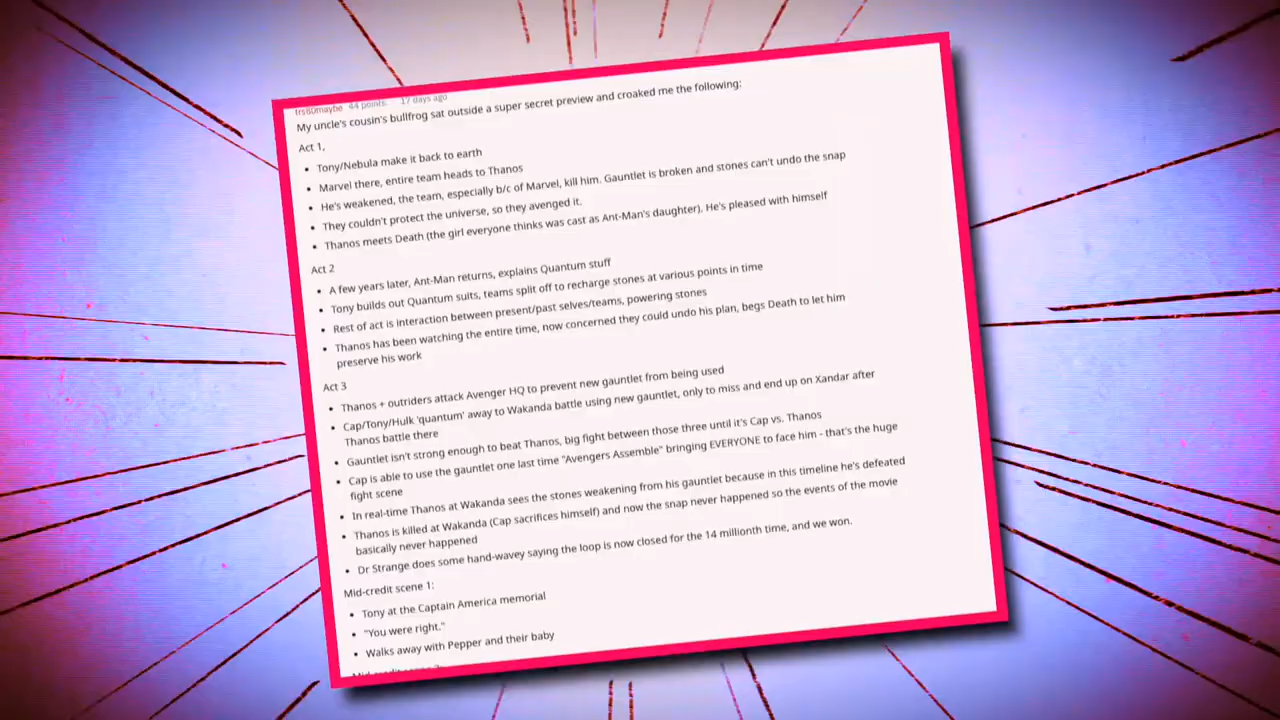 trs80maybe 44 points 17 days ago
My uncle's cousin's bullfrog sat outside a super secret preview and croaked me the following:
Act 1,
• Tony/Nebula make it back to earth
• Marvel there, entire team heads to Thanos
• He's weakened, the team, especially b/c of Marvel, kill him. Gauntlet is broken and stones can't undo the snap
• They couldn't protect the universe, so they avenged it.
• Thanos meets Death (the girl everyone thinks was cast as Ant-Man's daughter). He's pleased with himself
Act 2
• A few years later, Ant-Man returns, explains Quantum stuff
• Tony builds out Quantum suits, teams split off to recharge stones at various points in time
• Rest of act is interaction between present/past selves/teams, powering stones
• Thanos has been watching the entire time, now concerned they could undo his plan, begs Death to let him
preserve his work
Act 3
• Thanos + outriders attack Avenger HQ to prevent new gauntlet from being used
• Cap/Tony/Hulk 'quantum' away to Wakanda battle using new gauntlet, only to miss and end up on Xandar after
Thanos battle there
• Gauntlet isn't strong enough to beat Thanos, big fight between those three until it's Cap vs. Thanos
• Cap is able to use the gauntlet one last time "Avengers Assemble" bringing EVERYONE to face him - that's the huge
fight scene
• In real-time Thanos at Wakanda sees the stones weakening from his gauntlet because in this timeline he's defeated
• Thanos is killed at Wakanda (Cap sacrifices himself) and now the snap never happened so the events of the movie
basically never happened
• Dr Strange does some hand-wavey saying the loop is now closed for the 14 millionth time, and we won.
Mid-credit scene 1:
• Tony at the Captain America memorial
• "You were right."
• Walks away with Pepper and their baby